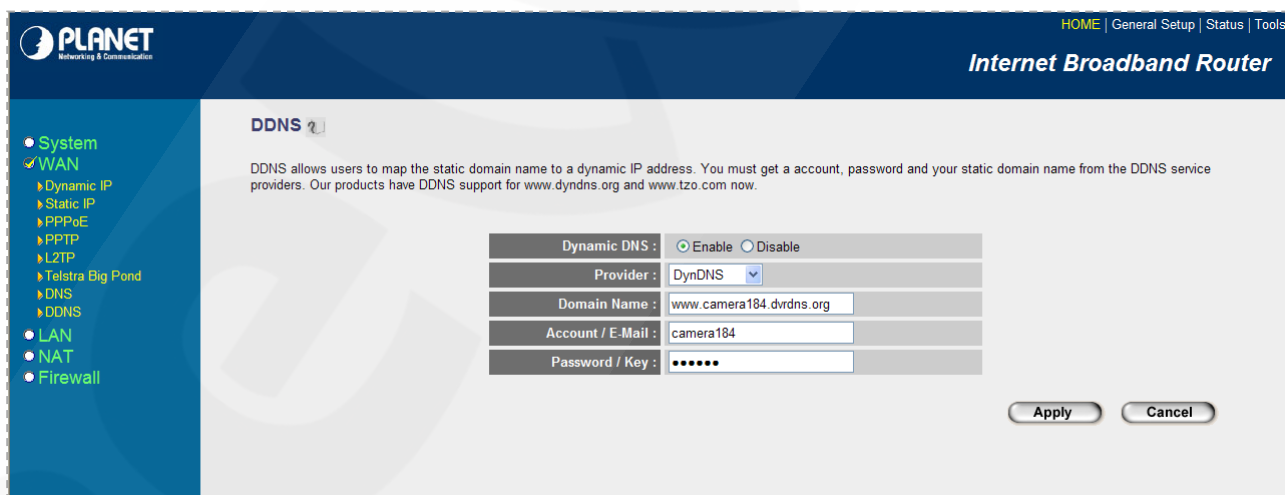 PLANET
Networking & Communication
HOME | General Setup | Status | Tools
Internet Broadband Router
System
WAN
Dynamic IP
Static IP
PPPoE
PPTP
L2TP
Telstra Big Pond
DNS
DDNS
LAN
NAT
Firewall
DDNS
DDNS allows users to map the static domain name to a dynamic IP address. You must get a account, password and your static domain name from the DDNS service
providers. Our products have DDNS support for www.dyndns.org and www.tzo.com now.
Dynamic DNS : Enable Disable
Provider : DynDNS
Domain Name : www.camera184.dvrdns.org
Account / E-Mail : camera184
Password / Key : ••••••
Apply Cancel